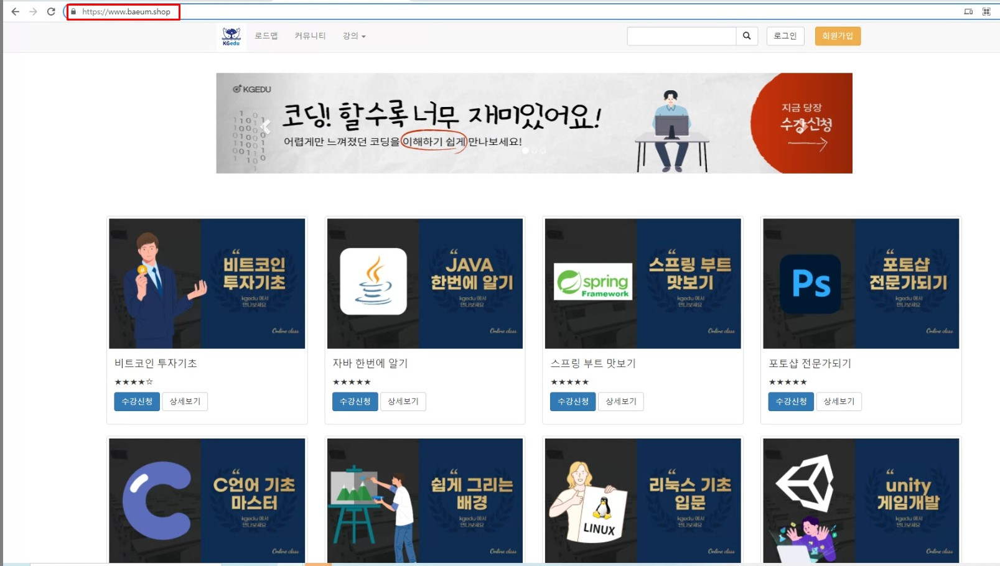 https://www.baeum.shop
KGedu
로드맵
커뮤니티
강의
로그인
회원가입
KGEDU
코딩! 할수록 너무 재미있어요!
어렵게만 느껴졌던 코딩을 이해하기 쉽게 만나보세요!
지금 당장
수강신청
비트코인
투자기초
kgedu 에서
만나보세요
Online class
JAVA
한번에 알기
kgedu 에서
만나보세요
Online class
spring
Framework
스프링 부트
맛보기
kgedu 에서
만나보세요
Online class
Ps
포토샵
전문가되기
kgedu 에서
만나보세요
Online class
비트코인 투자기초
★★★★☆
수강신청
상세보기
자바 한번에 알기
★★★★★
수강신청
상세보기
스프링 부트 맛보기
★★★★★
수강신청
상세보기
포토샵 전문가되기
★★★★★
수강신청
상세보기
C언어 기초
마스터
kgedu 에서
만나보세요
Online class
쉽게 그리는
배경
kgedu 에서
만나보세요
Online class
LINUX
리눅스 기초
입문
kgedu 에서
만나보세요
Online class
unity
게임개발
kgedu 에서
만나보세요
Online class